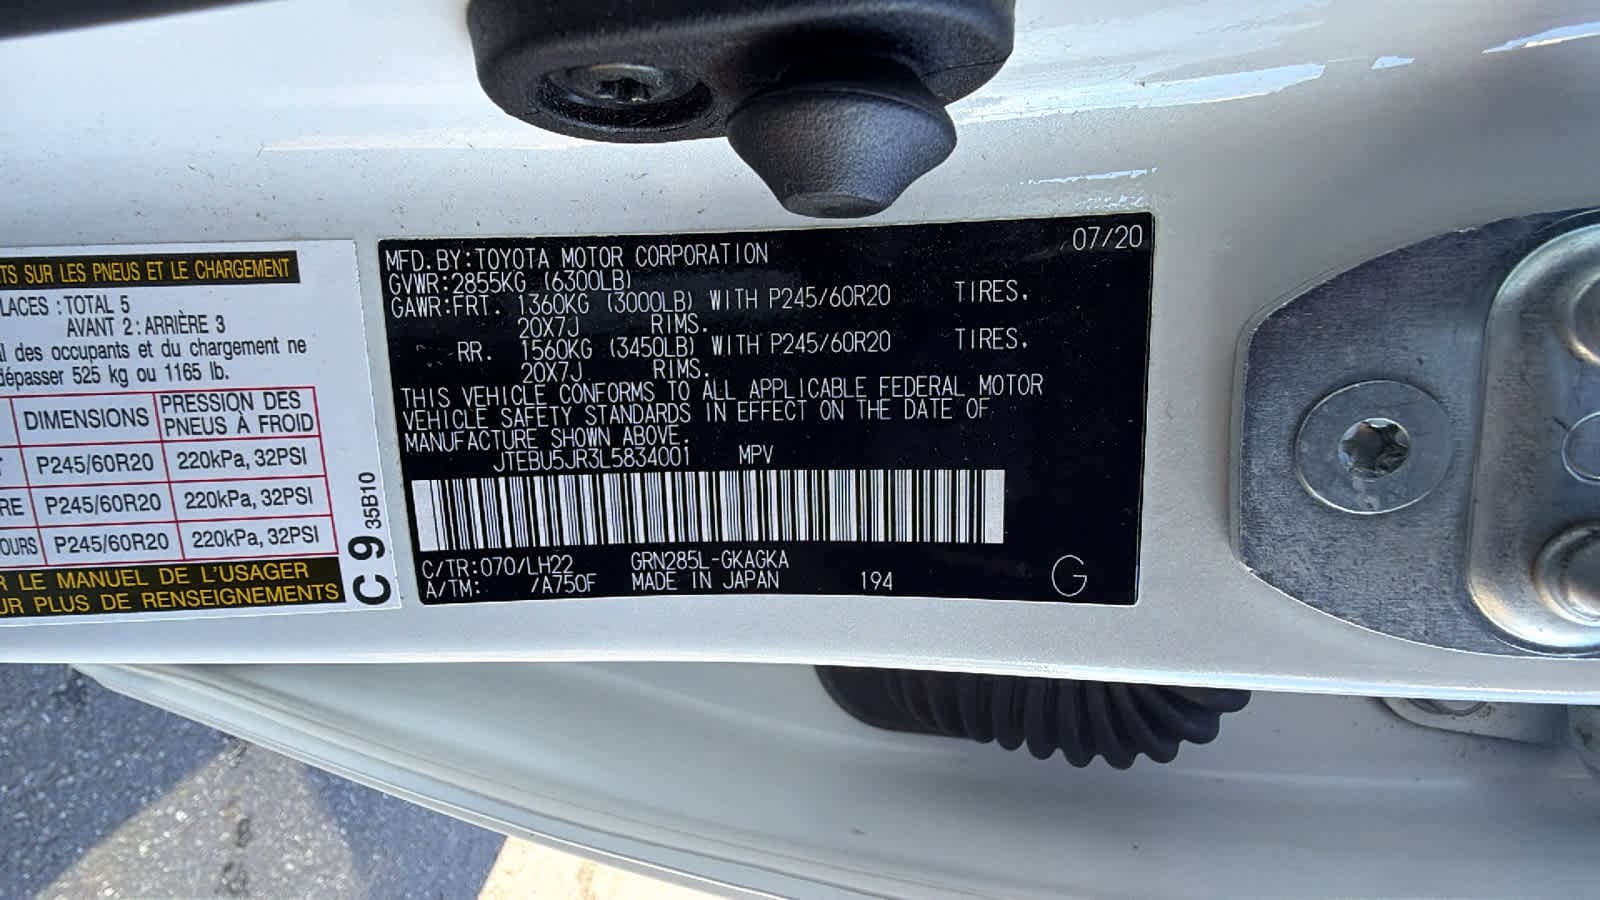 TS SUR LES PNEUS ET LE CHARGEMENT
LACES : TOTAL 5
AVANT 2 : ARRIÈRE 3
des occupants et du chargement ne
dépasser 525 kg ou 1165 lb.
DIMENSIONS PRESSION DES PNEUS À FROID
P245/60R20 220kPa, 32PSI
RE P245/60R20 220kPa, 32PSI
OURS P245/60R20 220kPa, 32PSI
R LE MANUEL DE L'USAGER
UR PLUS DE RENSEIGNEMENTS
C9 35B10
MFD. BY: TOYOTA MOTOR CORPORATION 07/20
GVWR: 2855KG (6300LB)
GAWR: FRT. 1360KG (3000LB) WITH P245/60R20 TIRES.
20X7J RIMS.
RR. 1560KG (3450LB) WITH P245/60R20 TIRES.
20X7J RIMS.
THIS VEHICLE CONFORMS TO ALL APPLICABLE FEDERAL MOTOR
VEHICLE SAFETY STANDARDS IN EFFECT ON THE DATE OF
MANUFACTURE SHOWN ABOVE.
JTEBU5JR3L5834001 MPV
C/TR: 070/LH22 GRN285L-GKAGKA
A/TM: /A750F MADE IN JAPAN 194 G